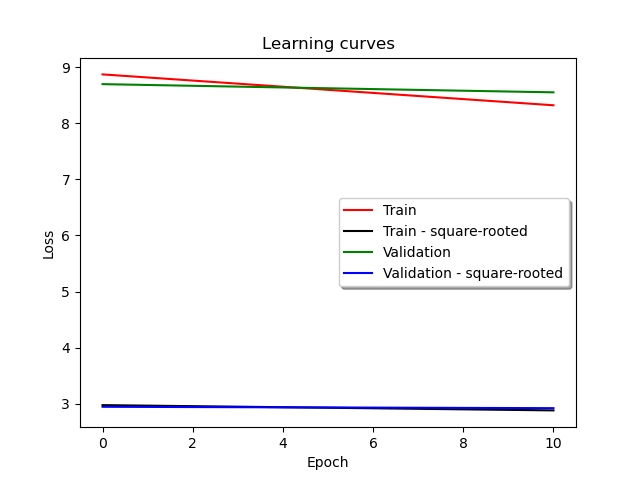 Learning curves
9
8
7
6
5
4
3
Loss
Train
Train - square-rooted
Validation
Validation - square-rooted
0 2 4 6 8 10
Epoch